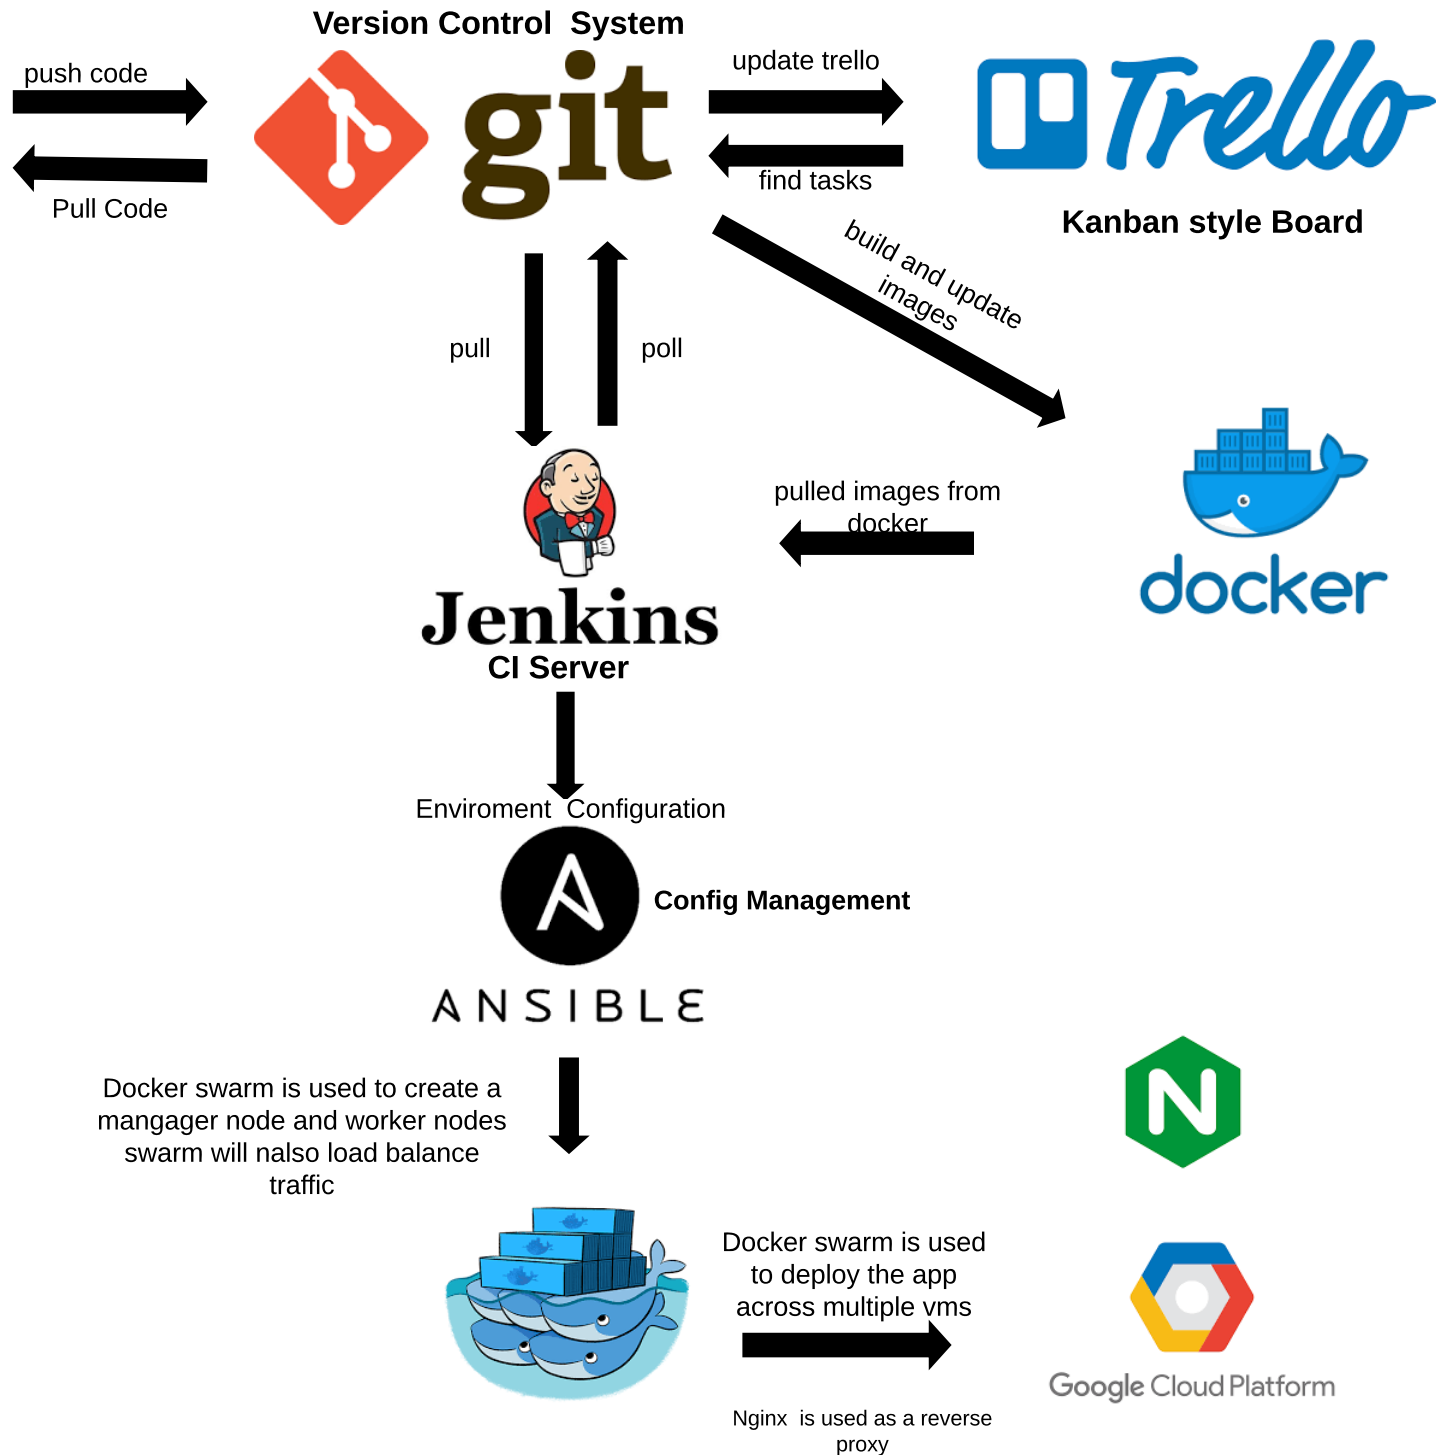 Version Control  System
push code
git
update trello
Trello
find tasks
Pull Code
Kanban style Board
build and update
images
pull
poll
pulled images from
docker
docker
Jenkins
CI Server
Enviroment  Configuration
Config Management
ANSIBLE
Docker swarm is used to create a
mangager node and worker nodes
swarm will nalso load balance
traffic
N
Docker swarm is used
to deploy the app
across multiple vms
Google Cloud Platform
Nginx  is used as a reverse
proxy